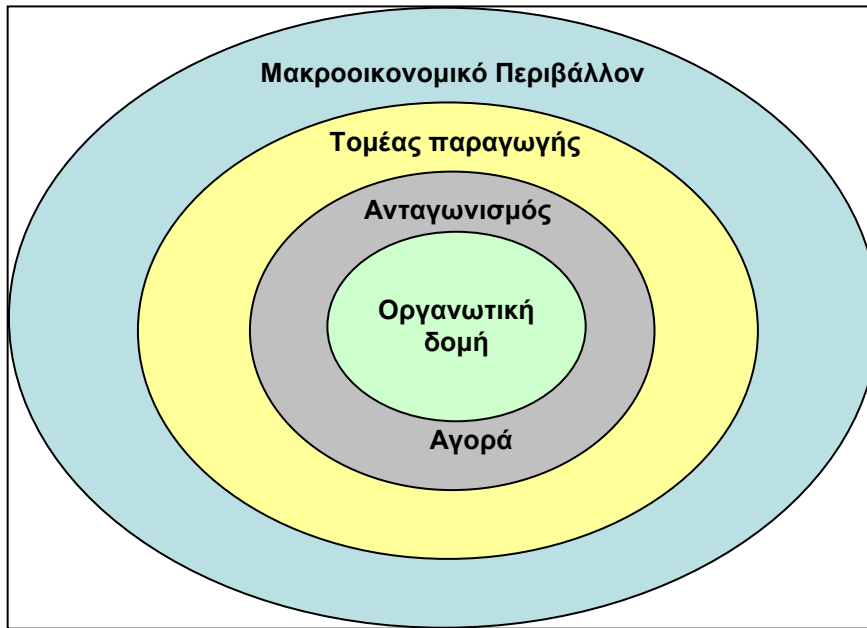 Μακροοικονομικό Περιβάλλον
Τομέας παραγωγής
Ανταγωνισμός
Οργανωτική
δομή
Αγορά